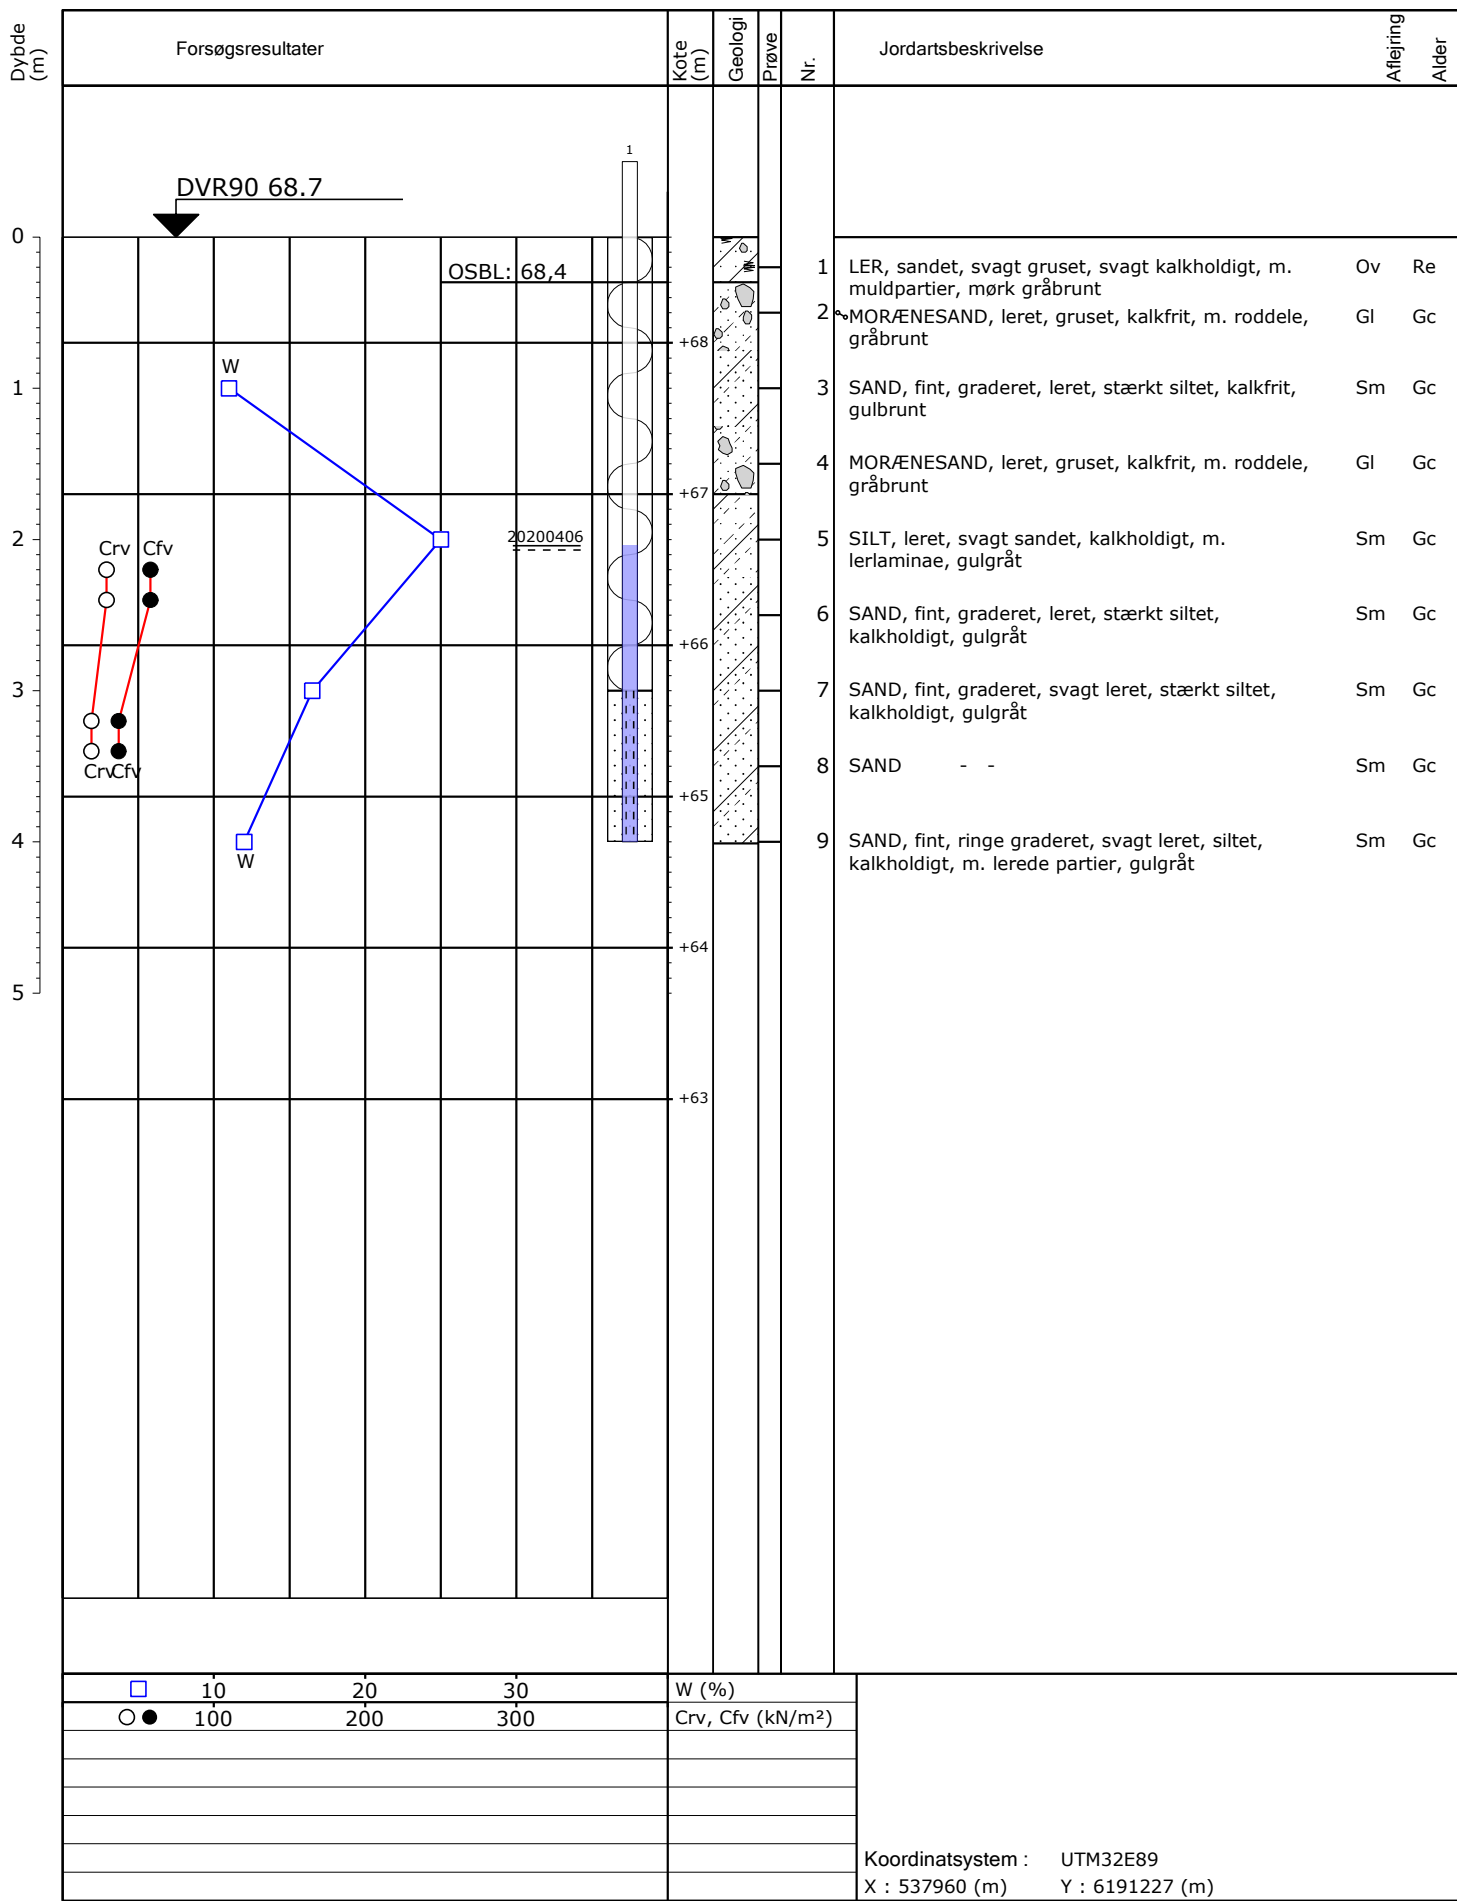 Dybde
(m)
Forsøgsresultater
Kote
(m)
Geologi
Prøve
Nr.
Jordartsbeskrivelse
Aflejring
Alder
1
DVR90 68.7
0
OSBL: 68,4
1 LER, sandet, svagt gruset, svagt kalkholdigt, m. Ov Re
muldpartier, mørk gråbrunt
2 MORÆNESAND, leret, gruset, kalkfrit, m. roddele, Gl Gc
gråbrunt
+68
W
1
3 SAND, fint, graderet, leret, stærkt siltet, kalkfrit, Sm Gc
gulbrunt
4 MORÆNESAND, leret, gruset, kalkfrit, m. roddele, Gl Gc
gråbrunt
+67
2
20200406
5 SILT, leret, svagt sandet, kalkholdigt, m. Sm Gc
lerlaminae, gulgråt
Crv Cfv
6 SAND, fint, graderet, leret, stærkt siltet, Sm Gc
kalkholdigt, gulgråt
+66
3
7 SAND, fint, graderet, svagt leret, stærkt siltet, Sm Gc
kalkholdigt, gulgråt
Crv Cfv
8 SAND - - Sm Gc
+65
4
W
9 SAND, fint, ringe graderet, svagt leret, siltet, Sm Gc
kalkholdigt, m. lerede partier, gulgråt
+64
5
+63
10 20 30 W (%)
100 200 300 Crv, Cfv (kN/m²)
Koordinatsystem : UTM32E89
X : 537960 (m) Y : 6191227 (m)